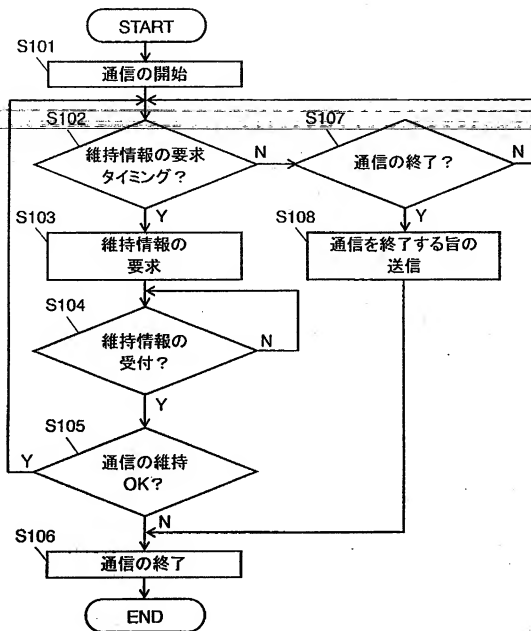 START
S101
通信の開始
S102
維持情報の要求
タイミング?
N
Y
S107
通信の終了?
N
Y
S103
維持情報の
要求
S108
通信を終了する旨の
送信
S104
維持情報の
受付?
N
Y
S105
通信の維持
OK?
Y
N
S106
通信の終了
END